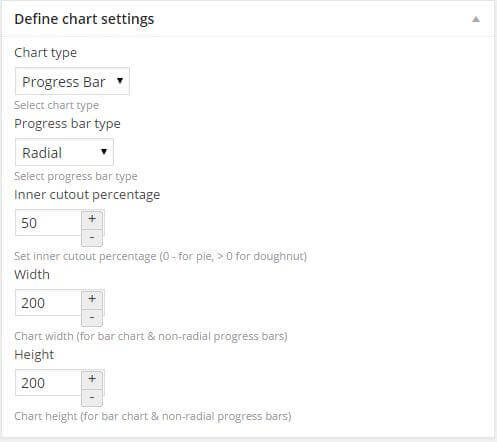 Define chart settings
Chart type
Progress Bar
Select chart type
Progress bar type
Radial
Select progress bar type
Inner cutout percentage
50
+
-
Set inner cutout percentage (0 - for pie, > 0 for doughnut)
Width
200
+
-
Chart width (for bar chart & non-radial progress bars)
Height
200
+
-
Chart height (for bar chart & non-radial progress bars)